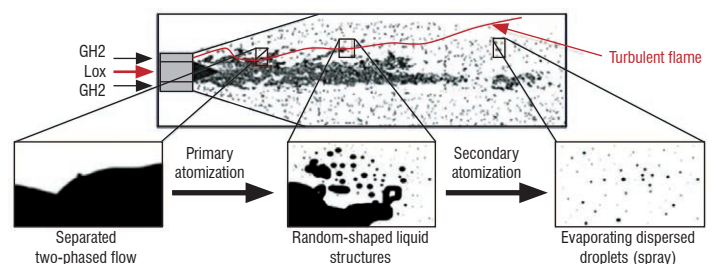 GH2
Lox
GH2
Turbulent flame
Primary
atomization
Secondary
atomization
Separated
two-phased flow
Random-shaped liquid
structures
Evaporating dispersed
droplets (spray)